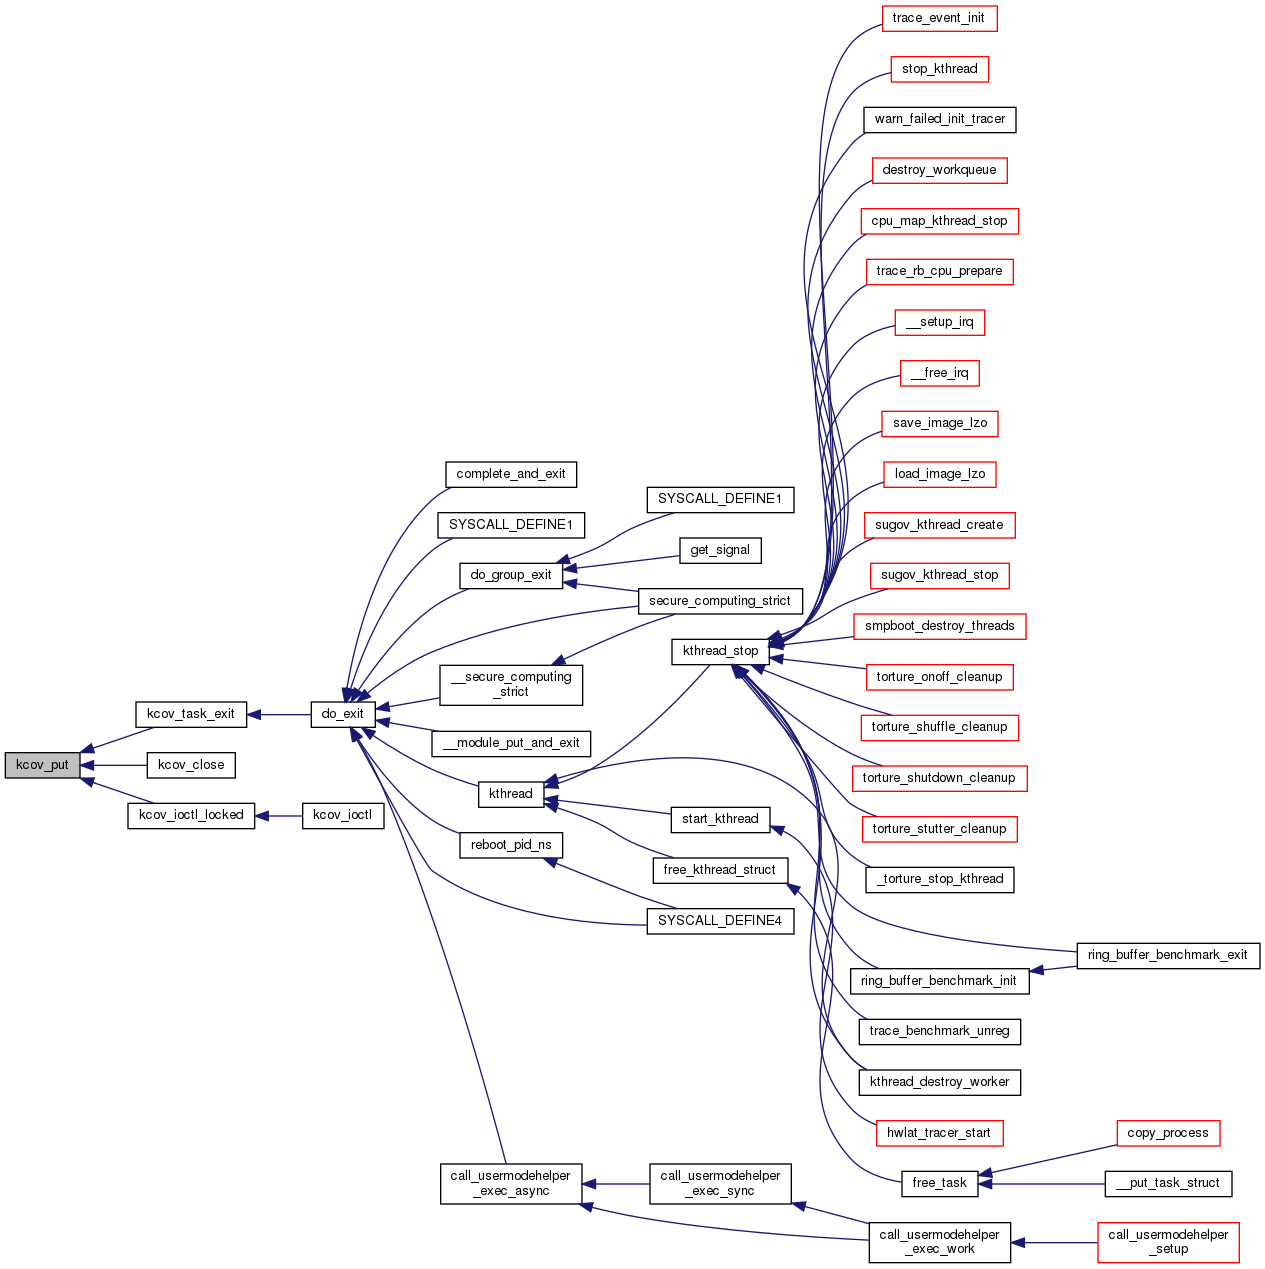 trace_event_init
stop_kthread
warn_failed_init_tracer
destroy_workqueue
cpu_map_kthread_stop
trace_rb_cpu_prepare
__setup_irq
__free_irq
save_image_lzo
load_image_lzo
sugov_kthread_create
sugov_kthread_stop
smpboot_destroy_threads
torture_onoff_cleanup
torture_shuffle_cleanup
torture_shutdown_cleanup
torture_stutter_cleanup
_torture_stop_kthread
ring_buffer_benchmark_exit
ring_buffer_benchmark_init
trace_benchmark_unreg
kthread_destroy_worker
hwlat_tracer_start
copy_process
free_task
__put_task_struct
call_usermodehelper
_exec_work
call_usermodehelper
_setup
SYSCALL_DEFINE1
get_signal
secure_computing_strict
kthread_stop
start_kthread
free_kthread_struct
SYSCALL_DEFINE4
call_usermodehelper
_exec_sync
complete_and_exit
SYSCALL_DEFINE1
do_group_exit
__secure_computing
_strict
__module_put_and_exit
kthread
reboot_pid_ns
call_usermodehelper
_exec_async
do_exit
kcov_ioctl
kcov_task_exit
kcov_close
kcov_ioctl_locked
kcov_put